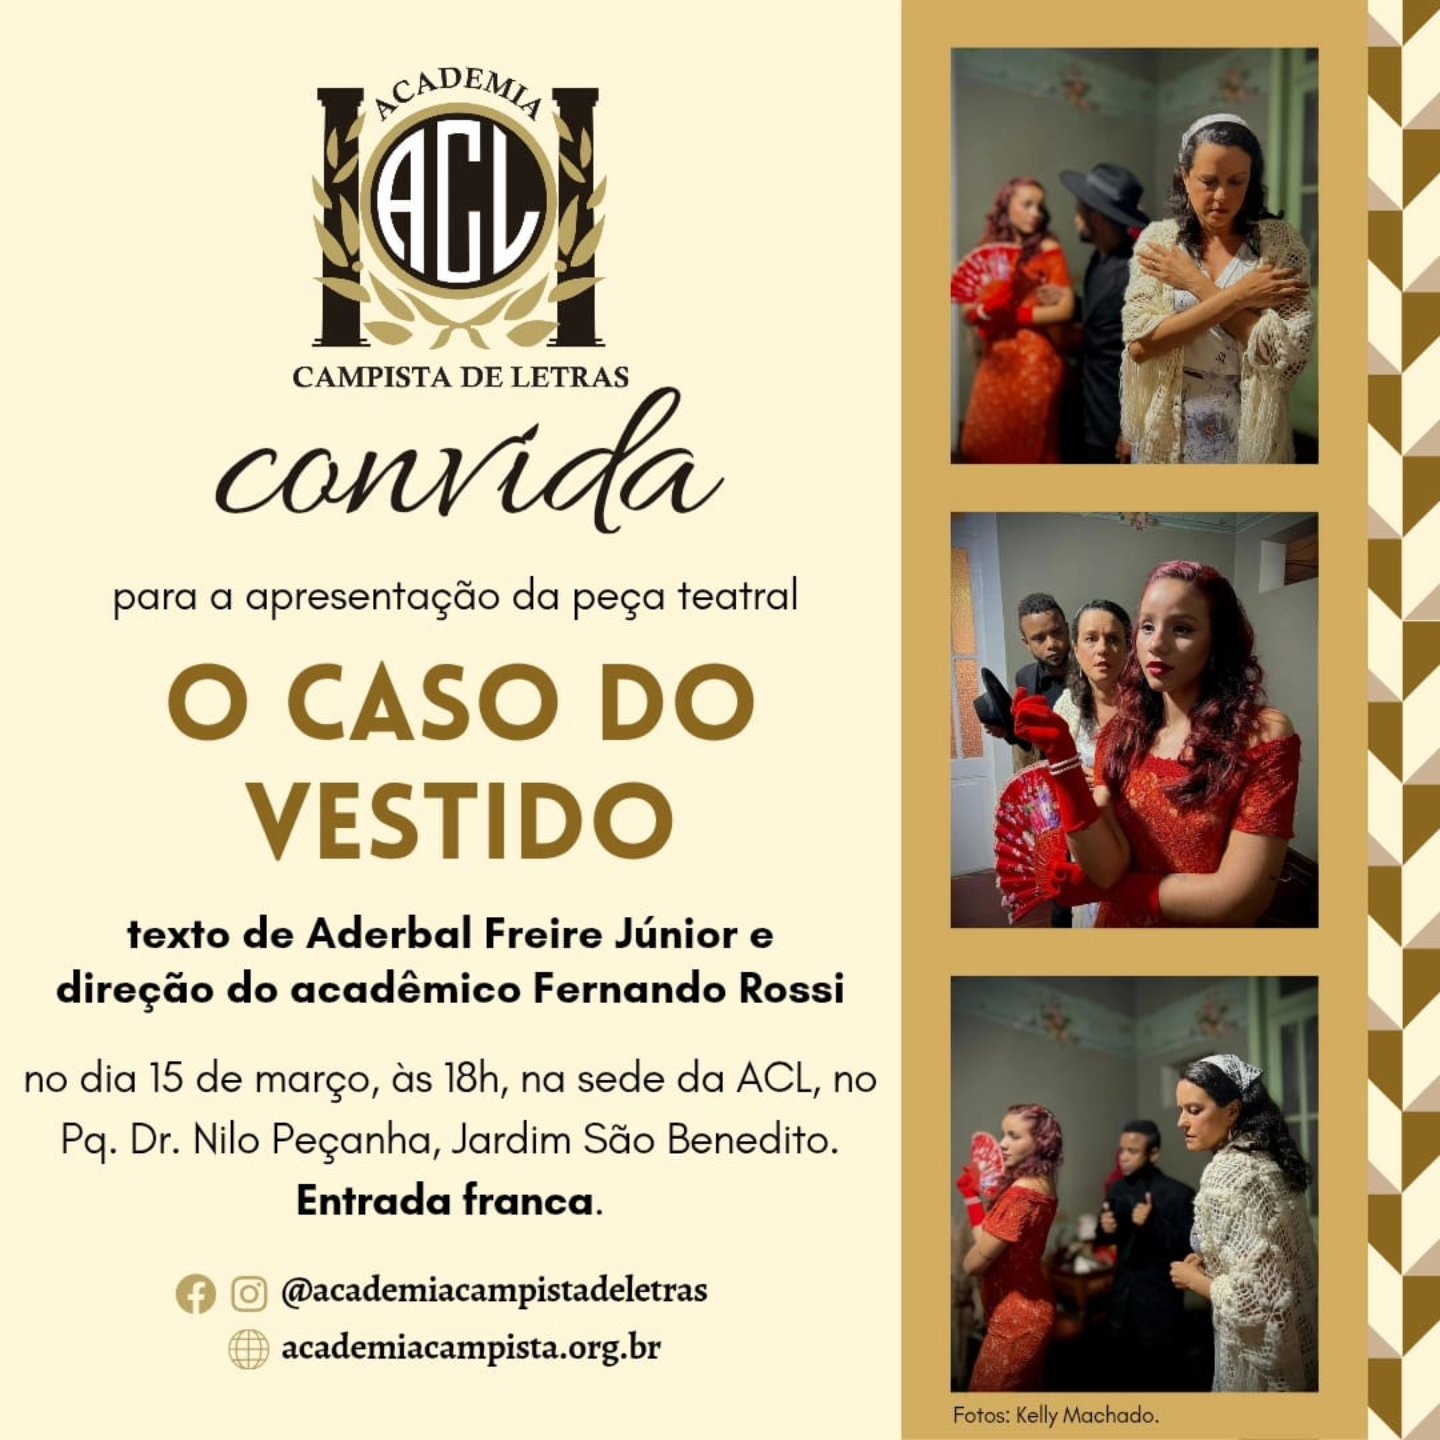 ACADEMIA
ACL
CAMPISTA DE LETRAS
convida
para a apresentação da peça teatral
O CASO DO
VESTIDO
texto de Aderbal Freire Júnior e
direção do acadêmico Fernando Rossi
no dia 15 de março, às 18h, na sede da ACL, no
Pq. Dr. Nilo Peçanha, Jardim São Benedito.
Entrada franca.
@academiacampistadeletras
academiacampista.org.br
Fotos: Kelly Machado.